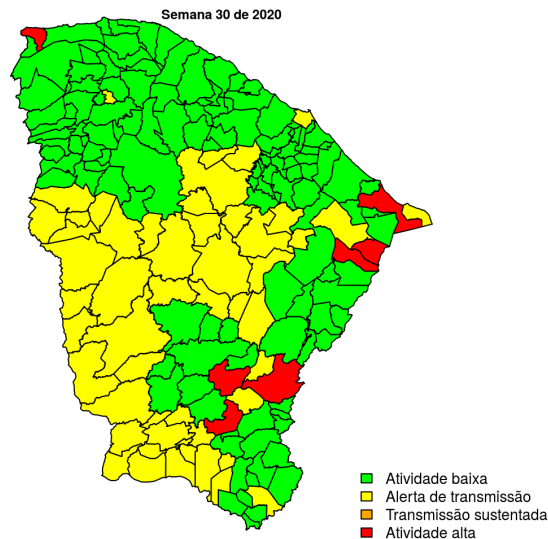 Semana 30 de 2020
Atividade baixa
Alerta de transmissão
Transmissão sustentada
Atividade alta